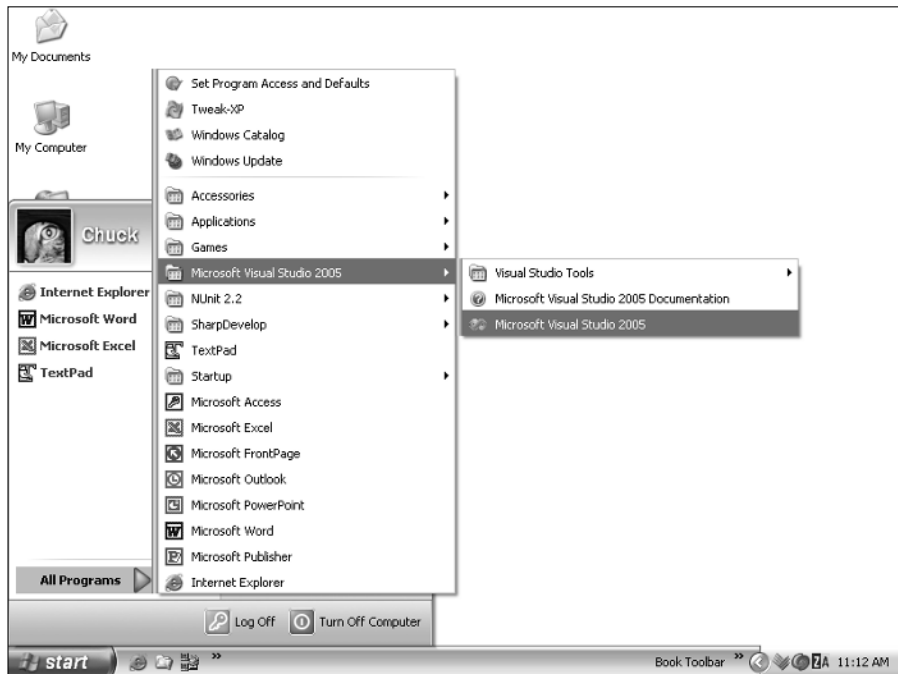 My Documents
My Computer
Chuck
Internet Explorer
Microsoft Word
Microsoft Excel
TextPad
All Programs
Set Program Access and Defaults
Tweak-XP
Windows Catalog
Windows Update
Accessories
Applications
Games
Microsoft Visual Studio 2005
NUnit 2.2
SharpDevelop
TextPad
Startup
Microsoft Access
Microsoft Excel
Microsoft FrontPage
Microsoft Outlook
Microsoft PowerPoint
Microsoft Word
Microsoft Publisher
Internet Explorer
Visual Studio Tools
Microsoft Visual Studio 2005 Documentation
Microsoft Visual Studio 2005
Log Off
Turn Off Computer
start
Book Toolbar
11:12 AM